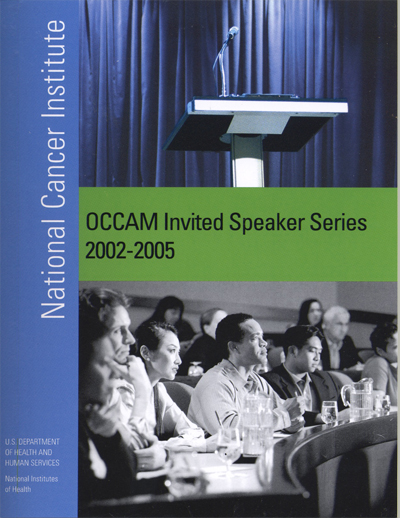 National Cancer Institute
OCCAM Invited Speaker Series
2002-2005
U.S. DEPARTMENT
OF HEALTH AND
HUMAN SERVICES
National Institutes
of Health